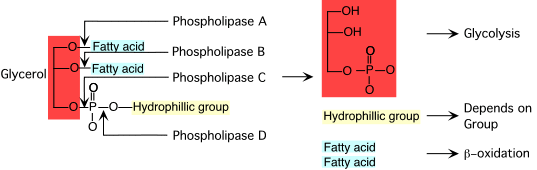 Phospholipase A
O Fatty acid
Phospholipase B
O Fatty acid
Glycerol
Phospholipase C
O
O P O Hydrophillic group
O
Phospholipase D
OH
OH
O
O P O
O
Glycolysis
Hydrophillic group
Depends on
Group
Fatty acid
Fatty acid
β-oxidation